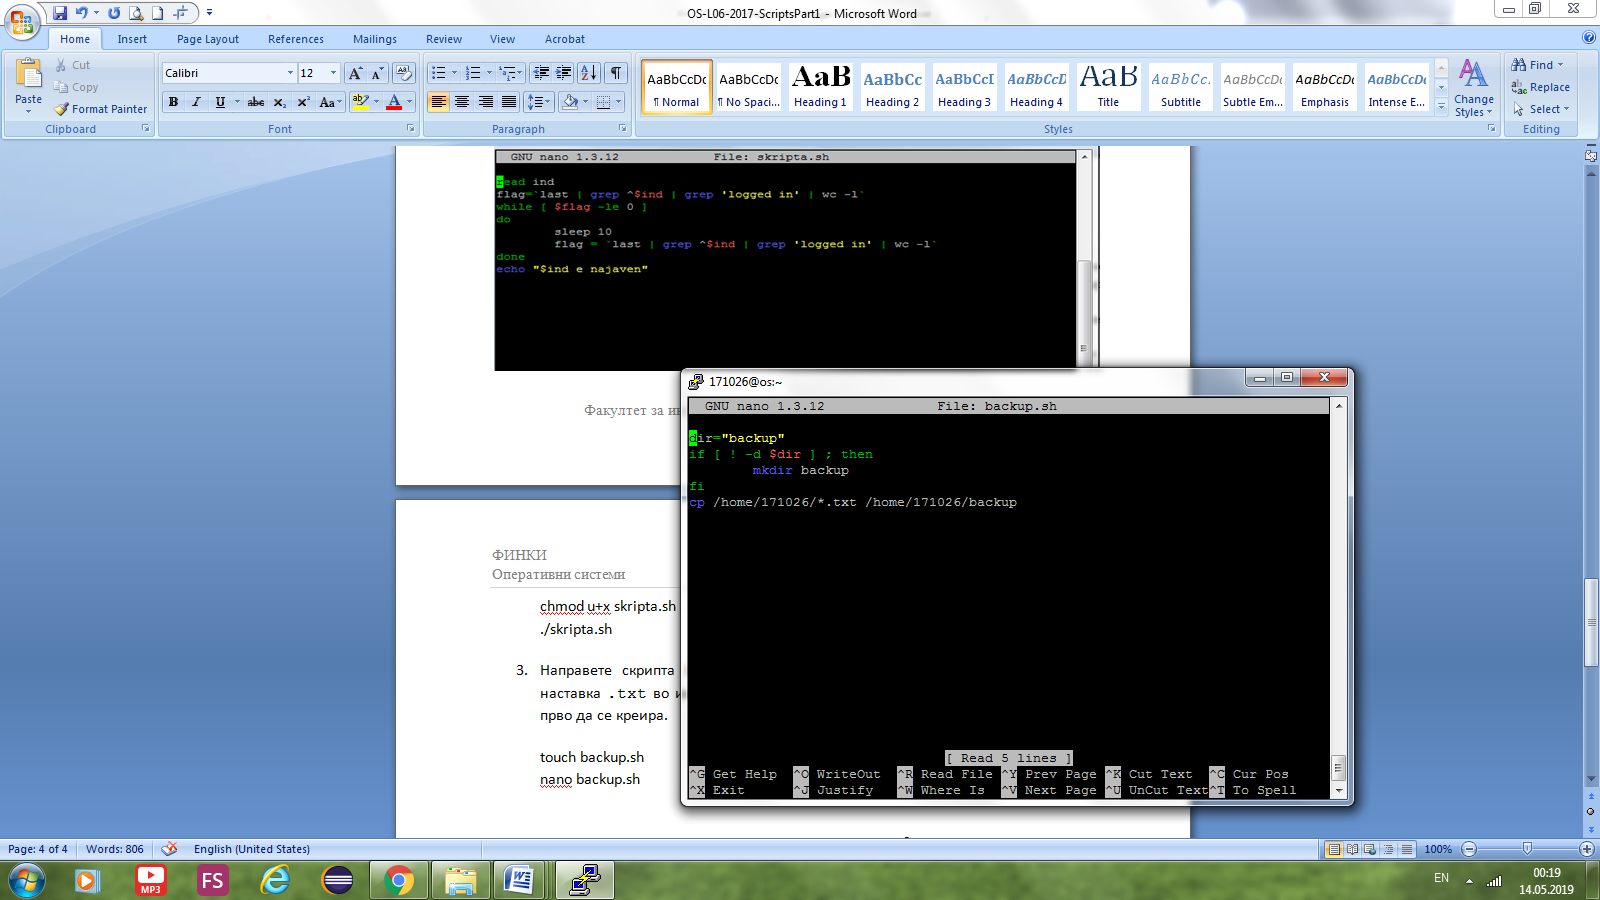 OS-L06-2017-ScriptsPart1 - Microsoft Word
Home Insert Page Layout References Mailings Review View Acrobat
Paste Cut Copy Format Painter
Calibri 12
AaBbCcDc AaBbCcDc AaB AaBbCc AaBbCcI AaBbCcD AaB AaBbCc. AaBbCcDc AaBbCcDc AaBbCcDc
¶ Normal ¶ No Spaci... Heading 1 Heading 2 Heading 3 Heading 4 Title Subtitle Subtle Em... Emphasis Intense E...
Change Styles
Find Replace Select
Clipboard Font Paragraph Styles Editing
GNU nano 1.3.12 File: skripta.sh
read ind
flag=`last | grep ^$ind | grep 'logged in' | wc -l`
while [ $flag -le 0 ]
do
sleep 10
flag = `last | grep ^$ind | grep 'logged in' | wc -l`
done
echo "$ind e najaven"
Факултет за
ФИНКИ
Оперативни системи
chmod u+x skripta.sh
./skripta.sh
3. Направете скрипта
наставка .txt во
прво да се креира.
touch backup.sh
nano backup.sh
171026@os:~
GNU nano 1.3.12 File: backup.sh
dir="backup"
if [ ! -d $dir ] ; then
mkdir backup
fi
cp /home/171026/*.txt /home/171026/backup
[ Read 5 lines ]
^G Get Help ^O WriteOut ^R Read File ^Y Prev Page ^K Cut Text ^C Cur Pos
^X Exit ^J Justify ^W Where Is ^V Next Page ^U UnCut Text ^T To Spell
Page: 4 of 4 Words: 806 English (United States) 100%
MP3 FS EN 00:19
14.05.2019